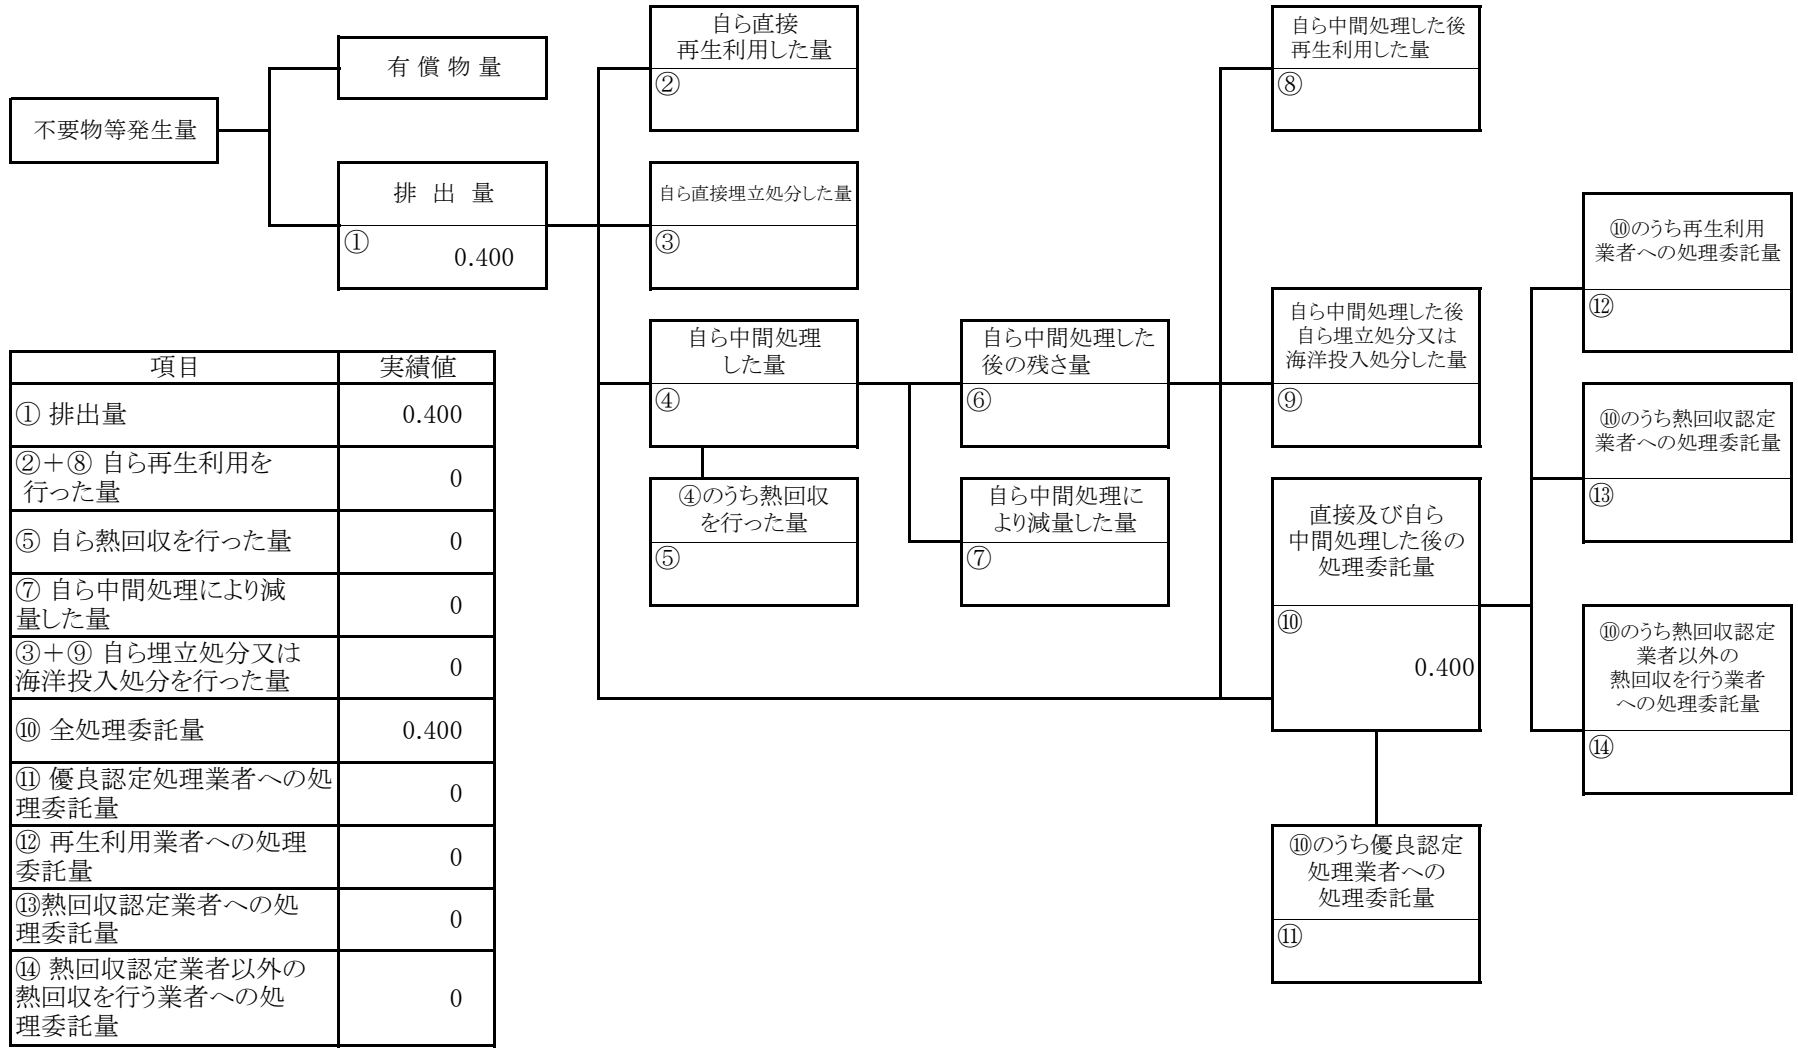 不要物等発生量
有 償 物 量
排 出 量
①
0.400
自ら直接
再生利用した量
②
自ら直接埋立処分した量
③
自ら中間処理
した量
④
④のうち熱回収
を行った量
⑤
自ら中間処理した
後の残さ量
⑥
自ら中間処理に
より減量した量
⑦
自ら中間処理した後
再生利用した量
⑧
自ら中間処理した後
自ら埋立処分又は
海洋投入処分した量
⑨
直接及び自ら
中間処理した後の
処理委託量
⑩
0.400
⑩のうち優良認定
処理業者への
処理委託量
⑪
⑩のうち再生利用
業者への処理委託量
⑫
⑩のうち熱回収認定
業者への処理委託量
⑬
⑩のうち熱回収認定
業者以外の
熱回収を行う業者
への処理委託量
⑭
項目 実績値
① 排出量 0.400
②＋⑧ 自ら再生利用を
行った量 0
⑤ 自ら熱回収を行った量 0
⑦ 自ら中間処理により減
量した量 0
③＋⑨ 自ら埋立処分又は
海洋投入処分を行った量 0
⑩ 全処理委託量 0.400
⑪ 優良認定処理業者への処
理委託量 0
⑫ 再生利用業者への処理
委託量 0
⑬熱回収認定業者への処
理委託量 0
⑭ 熱回収認定業者以外の
熱回収を行う業者への処
理委託量 0